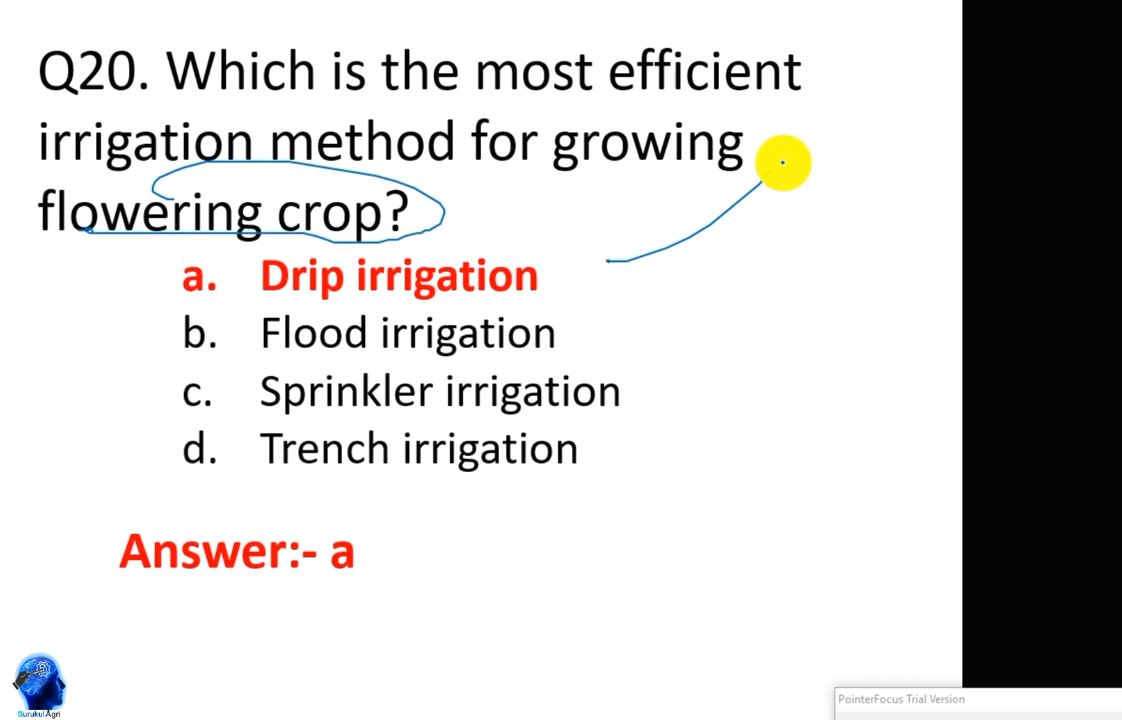 Q20. Which is the most efficient
irrigation method for growing
flowering crop?
a. Drip irrigation
b. Flood irrigation
c. Sprinkler irrigation
d. Trench irrigation
Answer:- a
Gurukul Agri
PointerFocus Trial Version